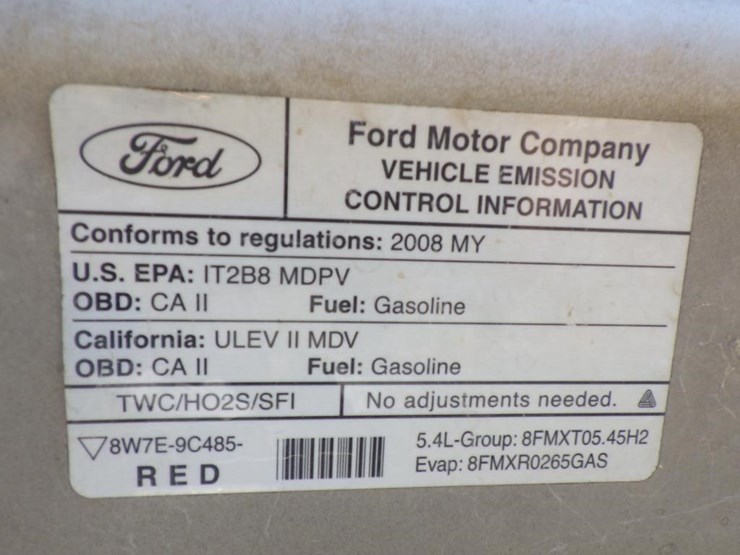 Ford
Ford Motor Company
VEHICLE EMISSION
CONTROL INFORMATION
Conforms to regulations: 2008 MY
U.S. EPA: IT2B8 MDPV
OBD: CA II Fuel: Gasoline
California: ULEV II MDV
OBD: CA II Fuel: Gasoline
TWC/HO2S/SFI No adjustments needed.
8W7E-9C485-
RED
5.4L-Group: 8FMXT05.45H2
Evap: 8FMXR0265GAS